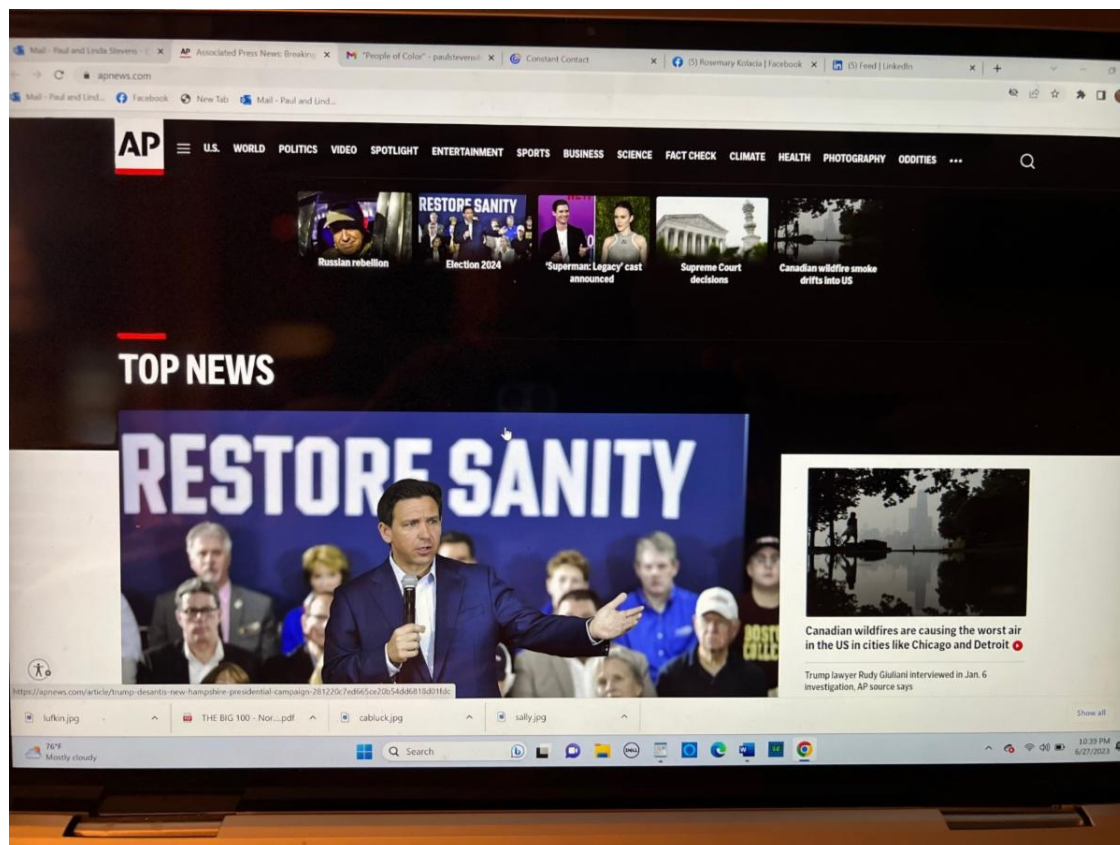 Mail - Paul and Linda Stevens - 
AP Associated Press News: Breaking
"People of Color" - paulstevens
Constant Contact
(5) Rosemary Kolacia | Facebook
(5) Feed | LinkedIn
apnews.com
Mail - Paul and Lind...
Facebook
New Tab
Mail - Paul and Lind...
AP
U.S.
WORLD
POLITICS
VIDEO
SPOTLIGHT
ENTERTAINMENT
SPORTS
BUSINESS
SCIENCE
FACT CHECK
CLIMATE
HEALTH
PHOTOGRAPHY
ODDITIES
•••
RESTORE SANITY
Russian rebellion
Election 2024
'Superman: Legacy' cast
announced
Supreme Court
decisions
Canadian wildfire smoke
drifts into US
TOP NEWS
RESTORE SANITY
BOSTON
COLLEGE
Canadian wildfires are causing the worst air
in the US in cities like Chicago and Detroit
Trump lawyer Rudy Giuliani interviewed in Jan. 6
investigation, AP source says
https://apnews.com/article/trump-desantis-new-hampshire-presidential-campaign-281220c7ed665ce20b54dd6818d01fdc
lufkin.jpg
THE BIG 100 - Nor....pdf
cabluck.jpg
sally.jpg
Show all
76°F
Mostly cloudy
Search
DELL
10:39 PM
6/27/2023